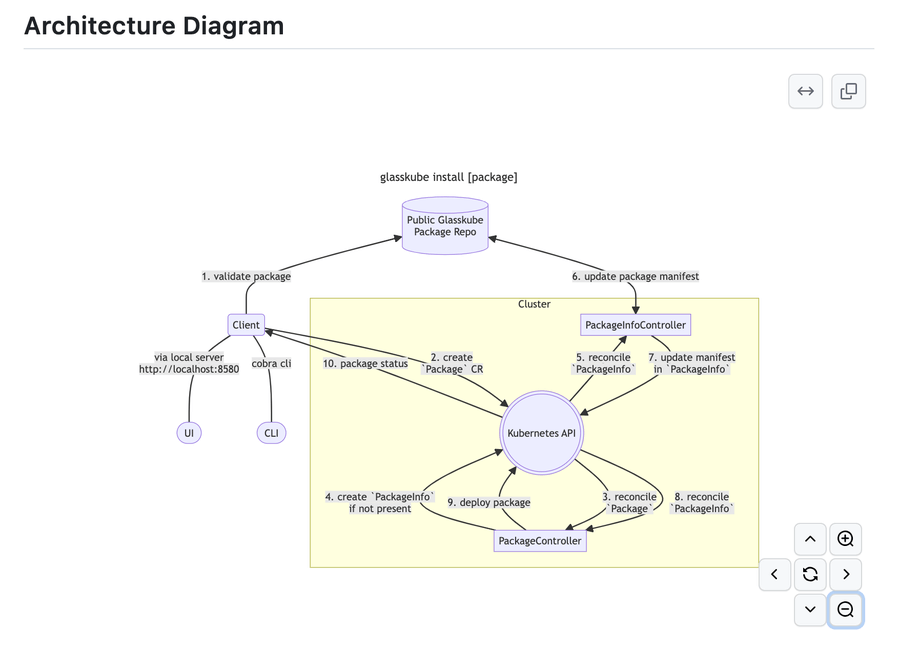 Architecture Diagram
glasskube install [package]
Public Glasskube
Package Repo
1. validate package
6. update package manifest
Cluster
Client
PackageInfoController
via local server
http://localhost:8580
cobra cli
10. package status
2. create
`Package` CR
5. reconcile
`PackageInfo`
7. update manifest
in `PackageInfo`
UI
CLI
Kubernetes API
4. create `PackageInfo`
if not present
9. deploy package
3. reconcile
`Package`
8. reconcile
`PackageInfo`
PackageController